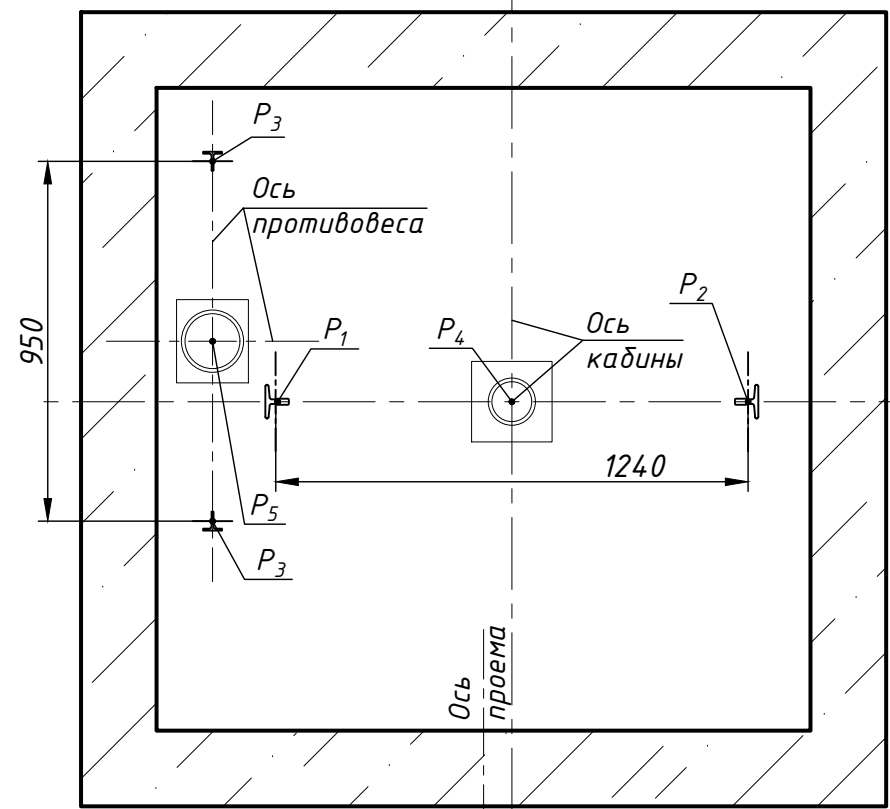 P3
Ось
противовеса
P2
950
P1
P4
Ось
кабины
1240
P5
P3
Ось
проема